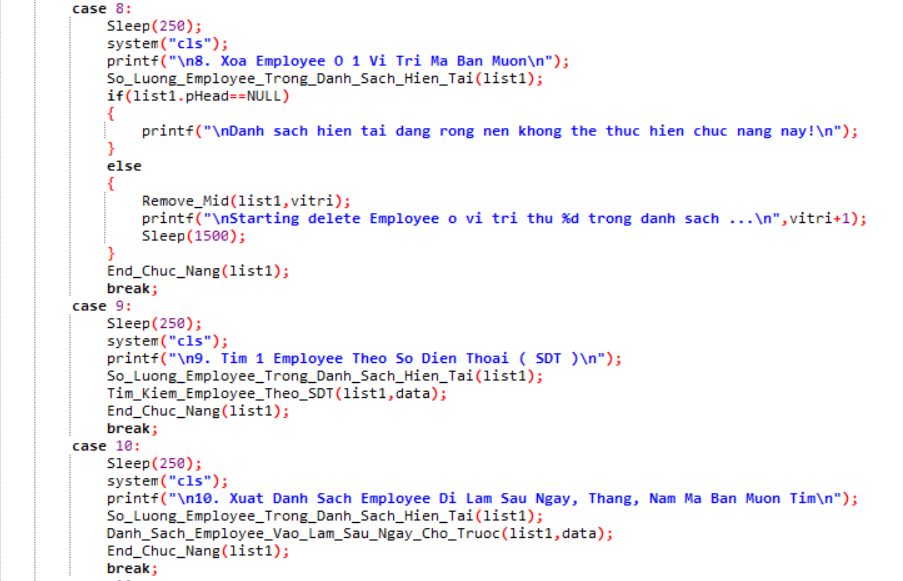 case 8:
Sleep(250);
system("cls");
printf("\n8. Xoa Employee O 1 Vi Tri Ma Ban Muon\n");
So_Luong_Employee_Trong_Danh_Sach_Hien_Tai(list1);
if(list1.pHead==NULL)
{
printf("\nDanh sach hien tai dang rong nen khong the thuc hien chuc nang nay!\n");
}
else
{
Remove_Mid(list1,vitri);
printf("\nStarting delete Employee o vi tri thu %d trong danh sach ...\n",vitri+1);
Sleep(1500);
}
End_Chuc_Nang(list1);
break;
case 9:
Sleep(250);
system("cls");
printf("\n9. Tim 1 Employee Theo So Dien Thoai ( SDT )\n");
So_Luong_Employee_Trong_Danh_Sach_Hien_Tai(list1);
Tim_Kiem_Employee_Theo_SDT(list1,data);
End_Chuc_Nang(list1);
break;
case 10:
Sleep(250);
system("cls");
printf("\n10. Xuat Danh Sach Employee Di Lam Sau Ngay, Thang, Nam Ma Ban Muon Tim\n");
So_Luong_Employee_Trong_Danh_Sach_Hien_Tai(list1);
Danh_Sach_Employee_Vao_Lam_Sau_Ngay_Cho_Truoc(list1,data);
End_Chuc_Nang(list1);
break;